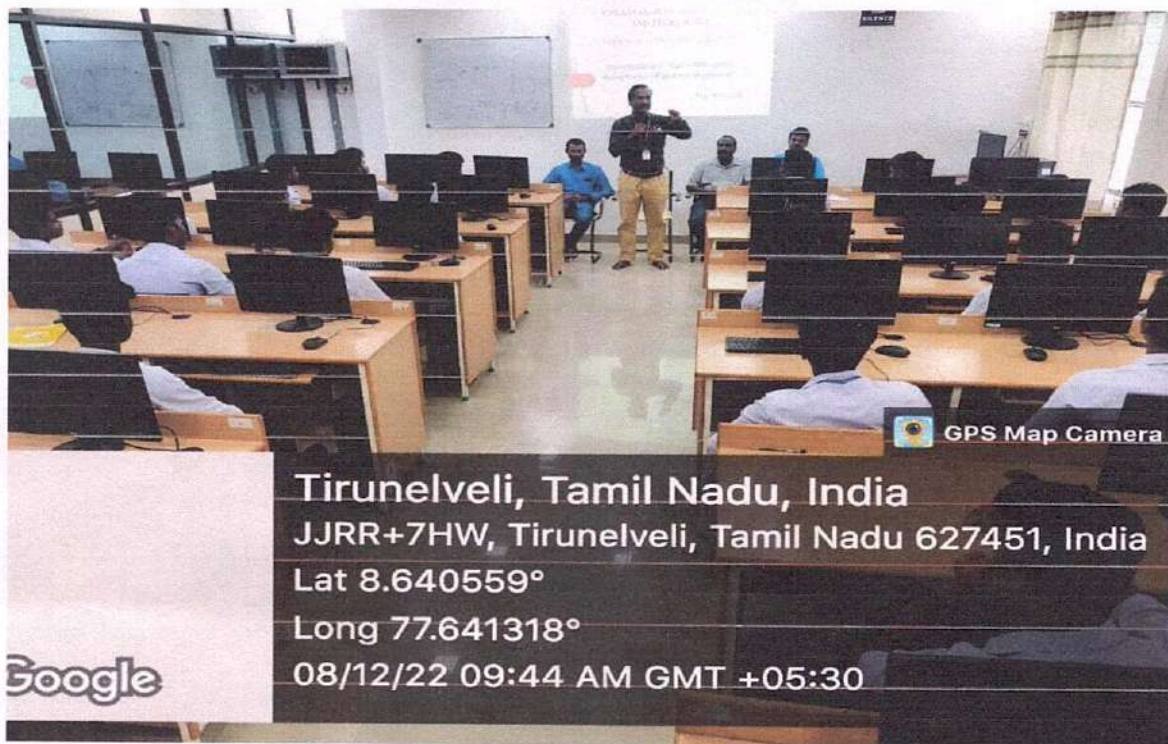 SILENCE
GPS Map Camera
Tirunelveli, Tamil Nadu, India
JJRR+7HW, Tirunelveli, Tamil Nadu 627451, India
Lat 8.640559°
Long 77.641318°
08/12/22 09:44 AM GMT +05:30
Google